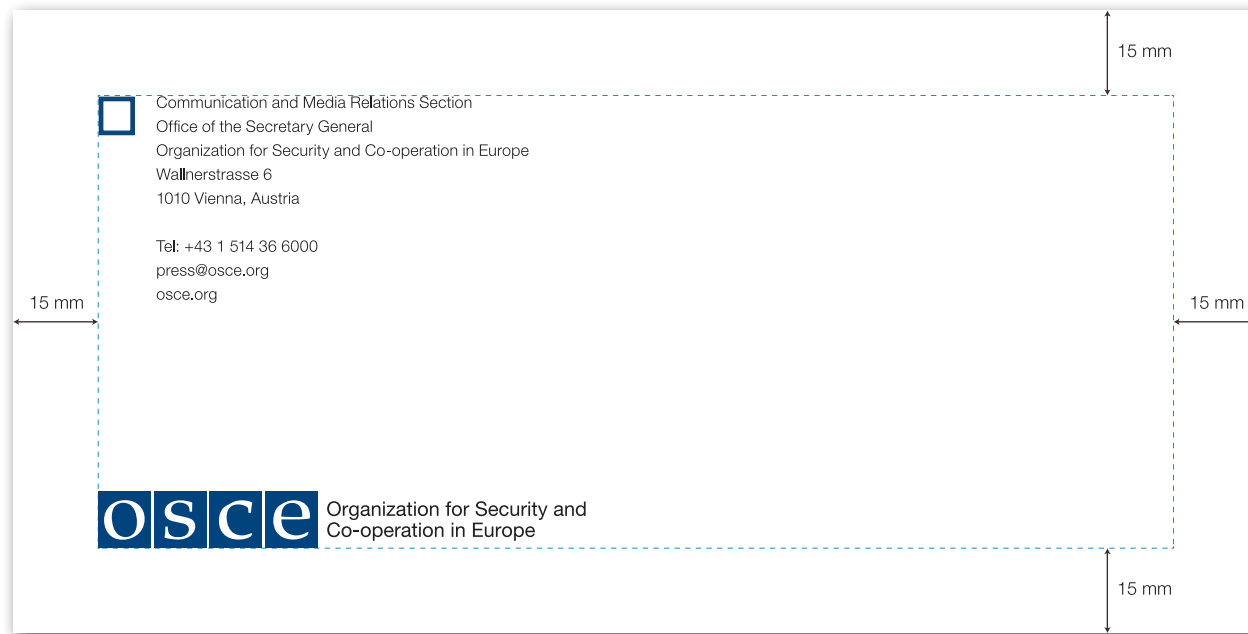 15 mm
Communication and Media Relations Section
Office of the Secretary General
Organization for Security and Co-operation in Europe
Wallnerstrasse 6
1010 Vienna, Austria
Tel: +43 1 514 36 6000
press@osce.org
osce.org
15 mm
15 mm
osce
Organization for Security and
Co-operation in Europe
15 mm